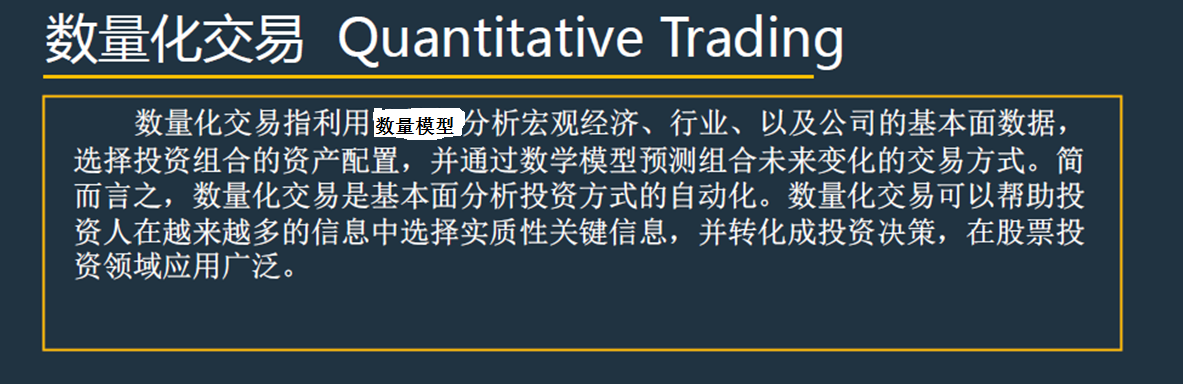 数量化交易 Quantitative Trading
数量化交易指利用数量模型分析宏观经济、行业、以及公司的基本面数据，
选择投资组合的资产配置，并通过数学模型预测组合未来变化的交易方式。简
而言之，数量化交易是基本面分析投资方式的自动化。数量化交易可以帮助投
资人在越来越多的信息中选择实质性关键信息，并转化成投资决策，在股票投
资领域应用广泛。